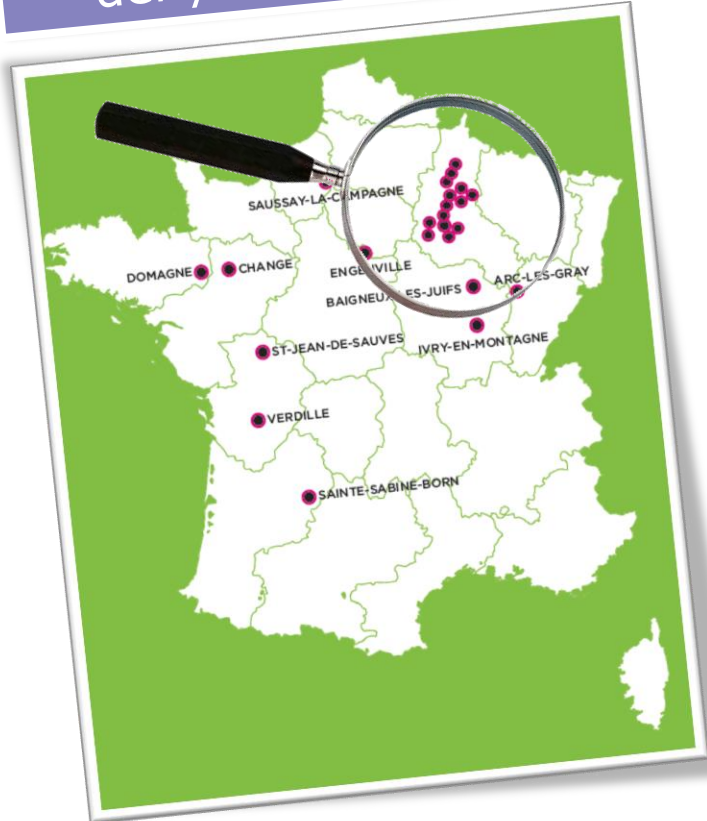 SAUSSAY-LA-CAMPAGNE
ENGENVILLE
DOMAGNE
CHANGE
ARC-LES-GRAY
BAIGNEUX-LES-JUIFS
IVRY-EN-MONTAGNE
ST-JEAN-DE-SAUVES
VERDILLE
SAINTE-SABINE-BORN